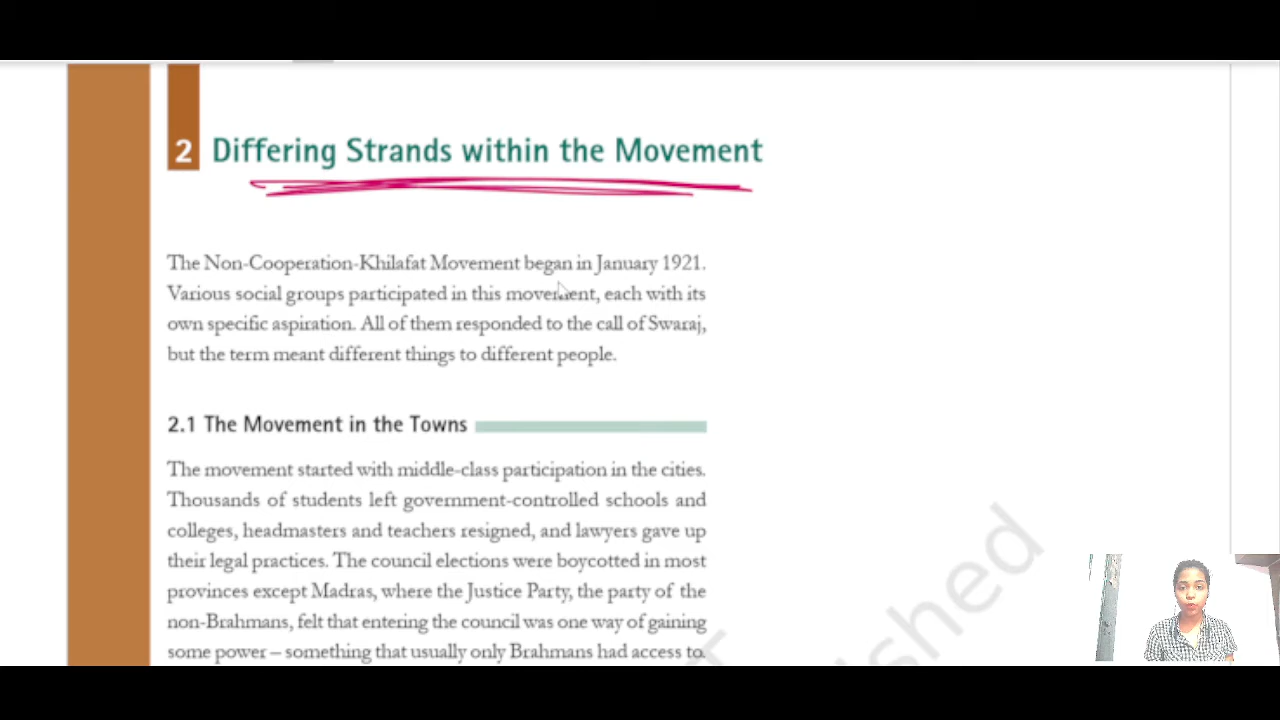 2 Differing Strands within the Movement
The Non-Cooperation-Khilafat Movement began in January 1921.
Various social groups participated in this movement, each with its
own specific aspiration. All of them responded to the call of Swaraj,
but the term meant different things to different people.
2.1 The Movement in the Towns
The movement started with middle-class participation in the cities.
Thousands of students left government-controlled schools and
colleges, headmasters and teachers resigned, and lawyers gave up
their legal practices. The council elections were boycotted in most
provinces except Madras, where the Justice Party, the party of the
non-Brahmans, felt that entering the council was one way of gaining
some power – something that usually only Brahmans had access to.